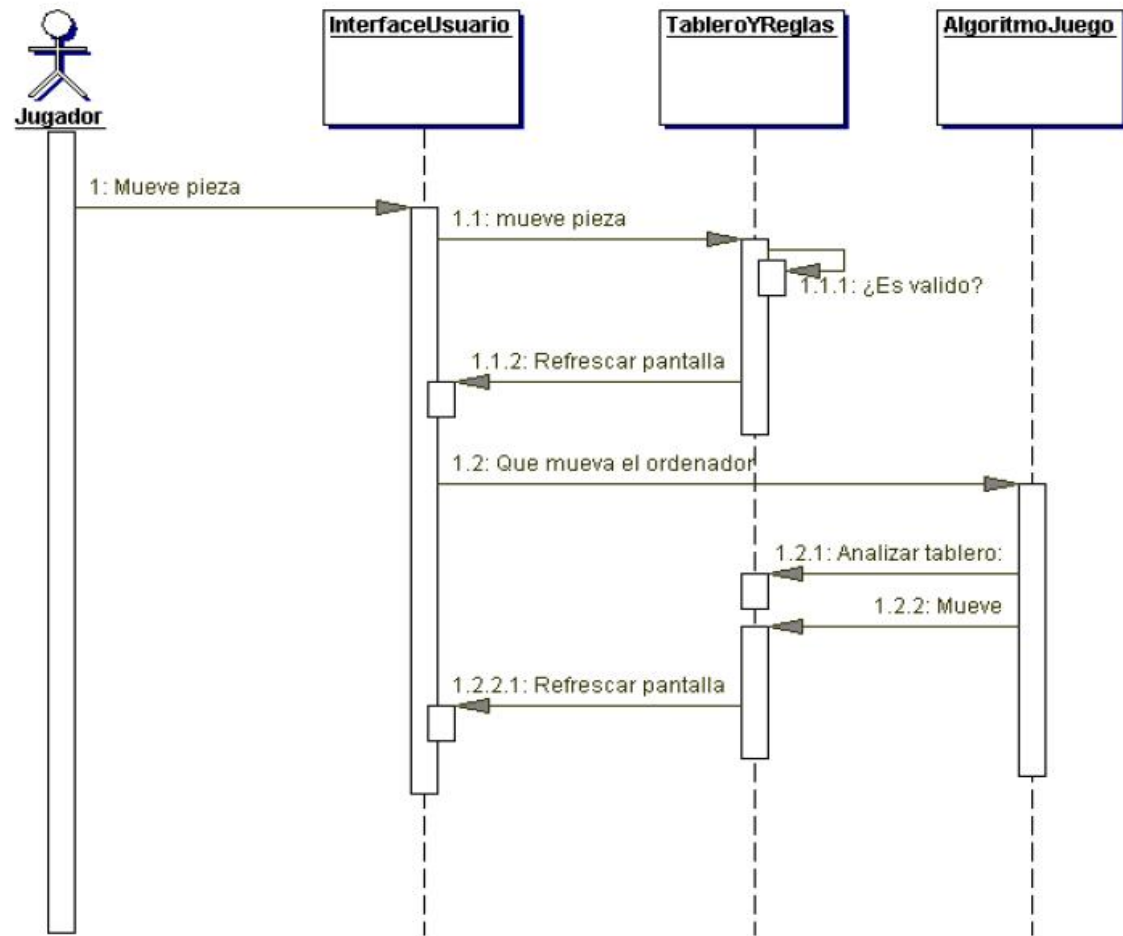 InterfaceUsuario
TableroYReglas
AlgoritmoJuego
Jugador
1: Mueve pieza
1.1: mueve pieza
1.1.1: ¿Es valido?
1.1.2: Refrescar pantalla
1.2: Que mueva el ordenador
1.2.1: Analizar tablero:
1.2.2: Mueve
1.2.2.1: Refrescar pantalla